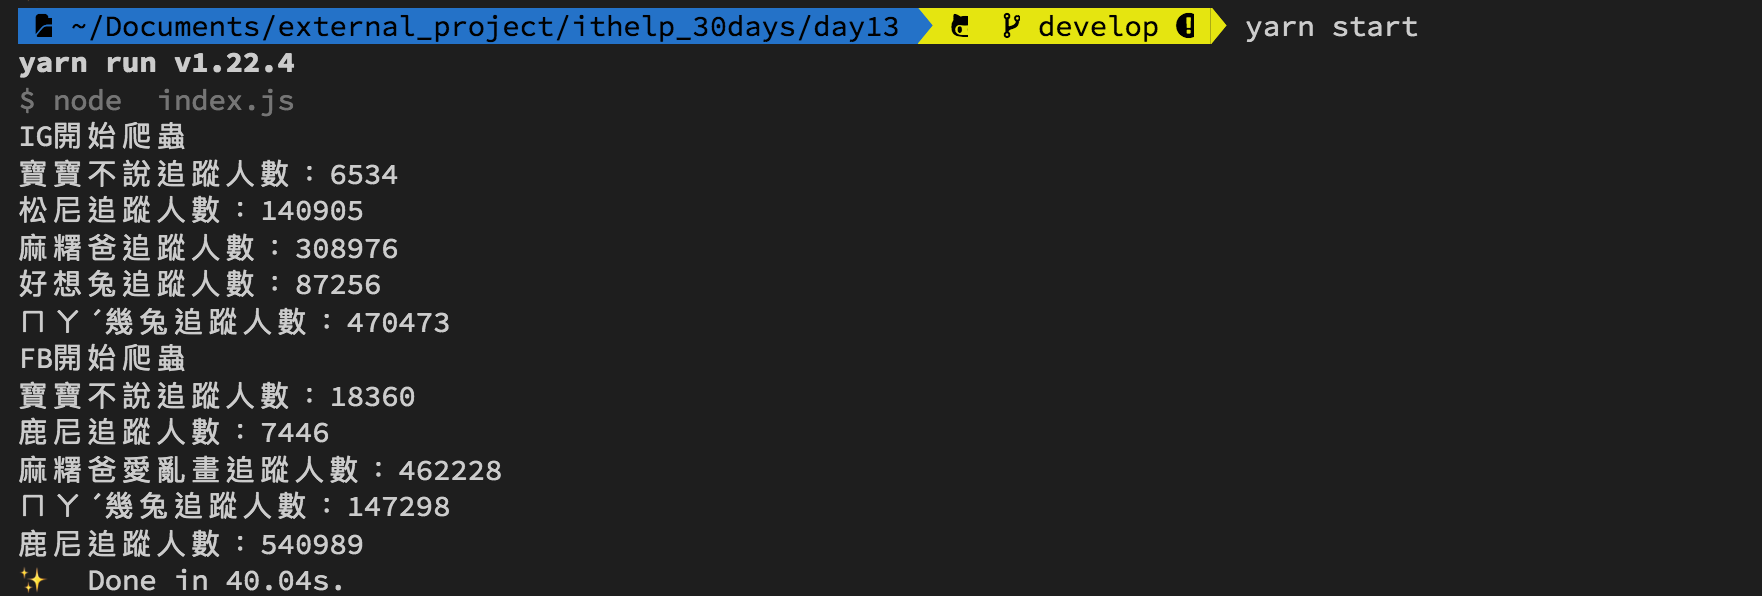 ~/Documents/external_project/ithelp_30days/day13 develop yarn start
yarn run v1.22.4
$ node  index.js
IG開始爬蟲
寶寶不說追蹤人數：6534
松尼追蹤人數：140905
麻糬爸追蹤人數：308976
好想兔追蹤人數：87256
ㄇㄚˊ幾兔追蹤人數：470473
FB開始爬蟲
寶寶不說追蹤人數：18360
鹿尼追蹤人數：7446
麻糬爸愛亂畫追蹤人數：462228
ㄇㄚˊ幾兔追蹤人數：147298
鹿尼追蹤人數：540989
✨  Done in 40.04s.